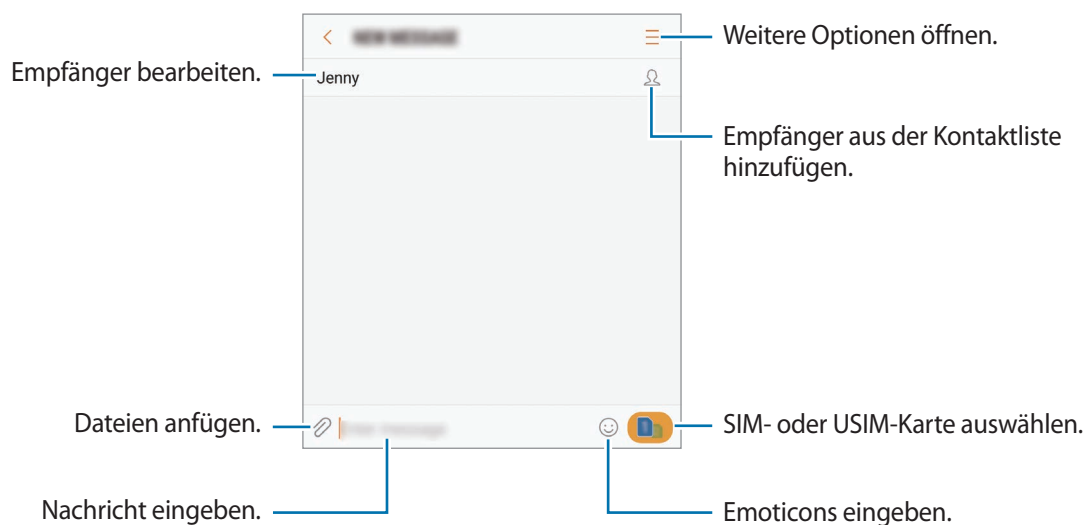 Weitere Optionen öffnen.
Empfänger bearbeiten.
Jenny
Empfänger aus der Kontaktliste
hinzufügen.
Dateien anfügen.
SIM- oder USIM-Karte auswählen.
Nachricht eingeben.
Emoticons eingeben.